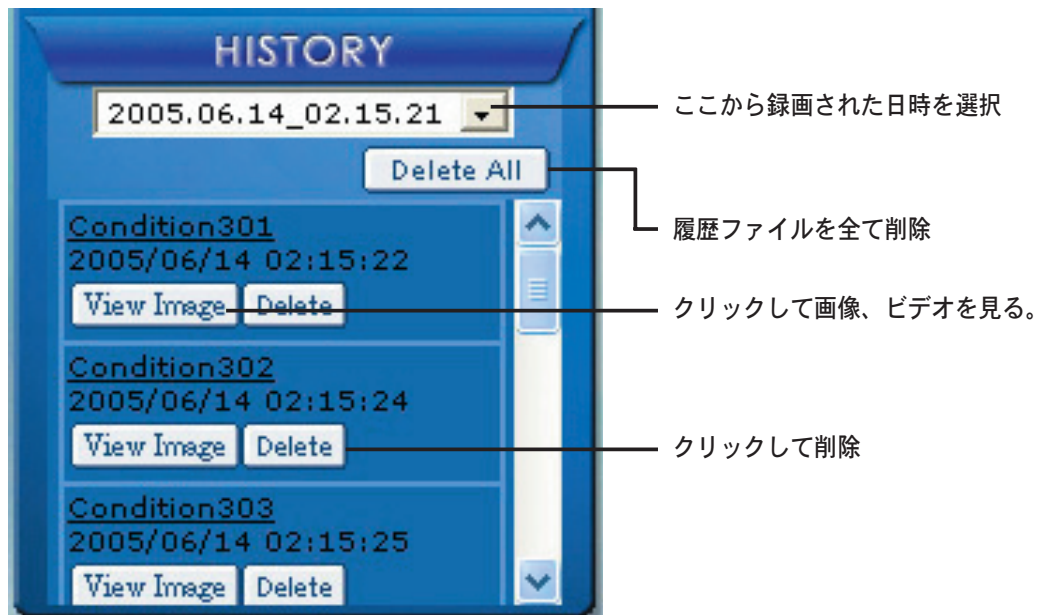 HISTORY
2005.06.14_02.15.21
ここから録画された日時を選択
Delete All
履歴ファイルを全て削除
Condition301
2005/06/14 02:15:22
View Image Delete
クリックして画像、ビデオを見る。
Condition302
2005/06/14 02:15:24
View Image Delete
クリックして削除
Condition303
2005/06/14 02:15:25
View Image Delete